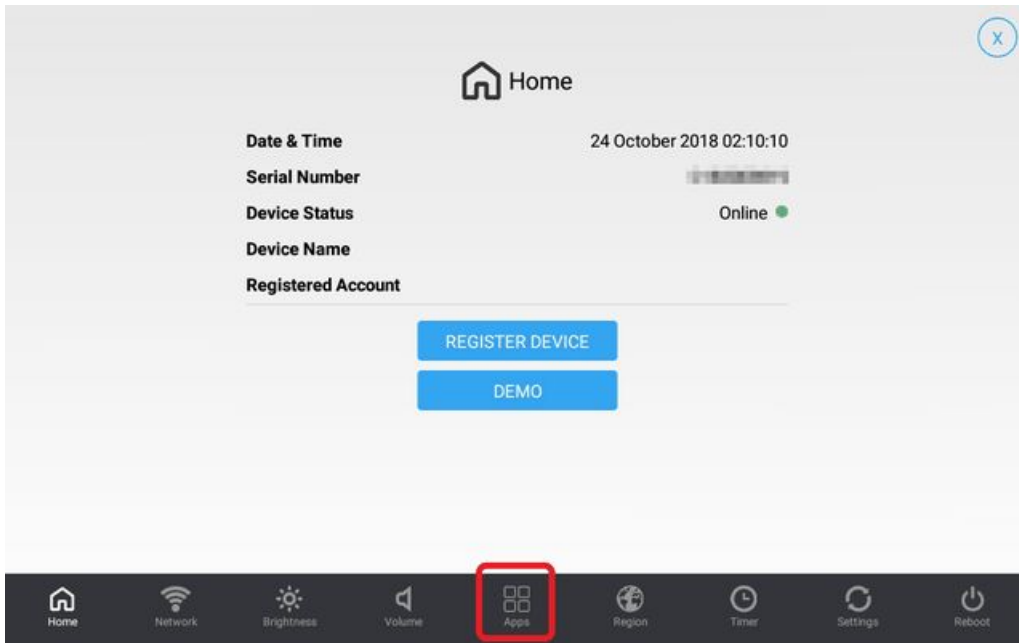 X
Home
Date & Time 24 October 2018 02:10:10
Serial Number
Device Status Online
Device Name
Registered Account
REGISTER DEVICE
DEMO
Home Network Brightness Volume Apps Region Timer Settings Reboot